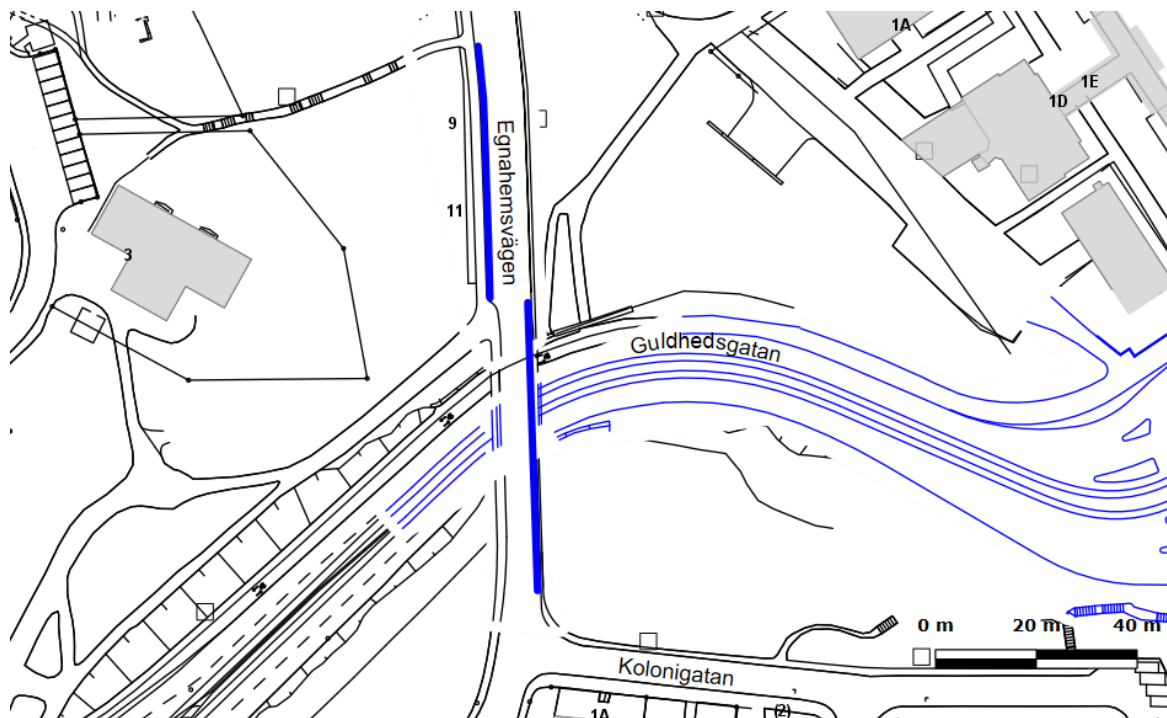 1A
1E
1D
9
Egnahemsvägen
11
3
Guldhedsgatan
0 m 20 m 40 m
Kolonigatan
1A
(2)